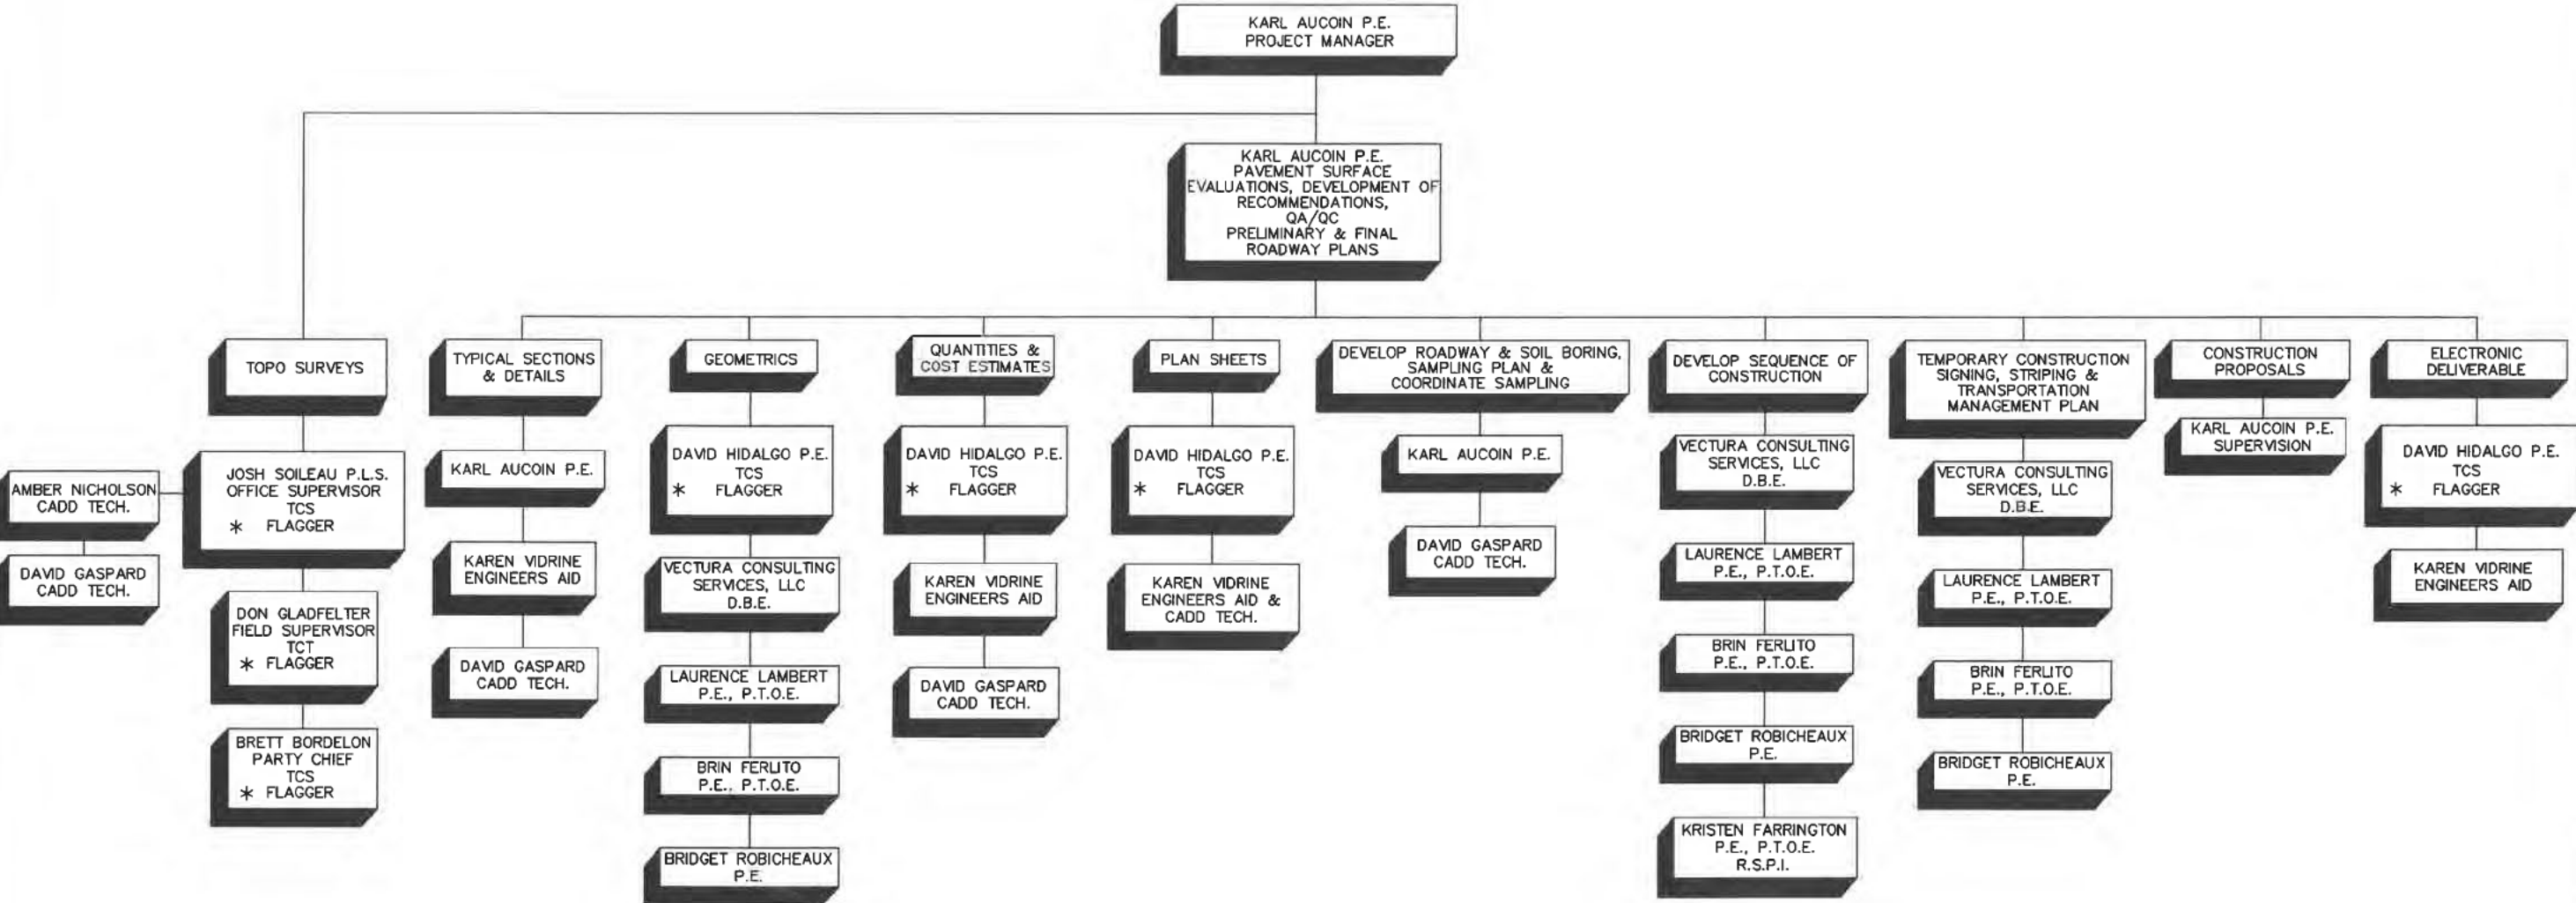 KARL AUCOIN P.E.
PROJECT MANAGER
KARL AUCOIN P.E.
PAVEMENT SURFACE
EVALUATIONS, DEVELOPMENT OF
RECOMMENDATIONS,
QA/QC
PRELIMINARY & FINAL
ROADWAY PLANS
TOPO SURVEYS
JOSH SOILEAU P.L.S.
OFFICE SUPERVISOR
TCS
* FLAGGER
AMBER NICHOLSON
CADD TECH.
DAVID GASPARD
CADD TECH.
DON GLADFELTER
FIELD SUPERVISOR
TCT
* FLAGGER
BRETT BORDELON
PARTY CHIEF
TCS
* FLAGGER
TYPICAL SECTIONS
& DETAILS
KARL AUCOIN P.E.
KAREN VIDRINE
ENGINEERS AID
DAVID GASPARD
CADD TECH.
GEOMETRICS
DAVID HIDALGO P.E.
TCS
* FLAGGER
VECTURA CONSULTING
SERVICES, LLC
D.B.E.
LAURENCE LAMBERT
P.E., P.T.O.E.
BRIN FERLITO
P.E., P.T.O.E.
BRIDGET ROBICHEAUX
P.E.
QUANTITIES &
COST ESTIMATES
DAVID HIDALGO P.E.
TCS
* FLAGGER
KAREN VIDRINE
ENGINEERS AID
DAVID GASPARD
CADD TECH.
PLAN SHEETS
DAVID HIDALGO P.E.
TCS
* FLAGGER
KAREN VIDRINE
ENGINEERS AID &
CADD TECH.
DEVELOP ROADWAY & SOIL BORING,
SAMPLING PLAN &
COORDINATE SAMPLING
KARL AUCOIN P.E.
DAVID GASPARD
CADD TECH.
DEVELOP SEQUENCE OF
CONSTRUCTION
VECTURA CONSULTING
SERVICES, LLC
D.B.E.
LAURENCE LAMBERT
P.E., P.T.O.E.
BRIN FERLITO
P.E., P.T.O.E.
BRIDGET ROBICHEAUX
P.E.
KRISTEN FARRINGTON
P.E., P.T.O.E.
R.S.P.I.
TEMPORARY CONSTRUCTION
SIGNING, STRIPING &
TRANSPORTATION
MANAGEMENT PLAN
VECTURA CONSULTING
SERVICES, LLC
D.B.E.
LAURENCE LAMBERT
P.E., P.T.O.E.
BRIN FERLITO
P.E., P.T.O.E.
BRIDGET ROBICHEAUX
P.E.
CONSTRUCTION
PROPOSALS
KARL AUCOIN P.E.
SUPERVISION
ELECTRONIC
DELIVERABLE
DAVID HIDALGO P.E.
TCS
* FLAGGER
KAREN VIDRINE
ENGINEERS AID